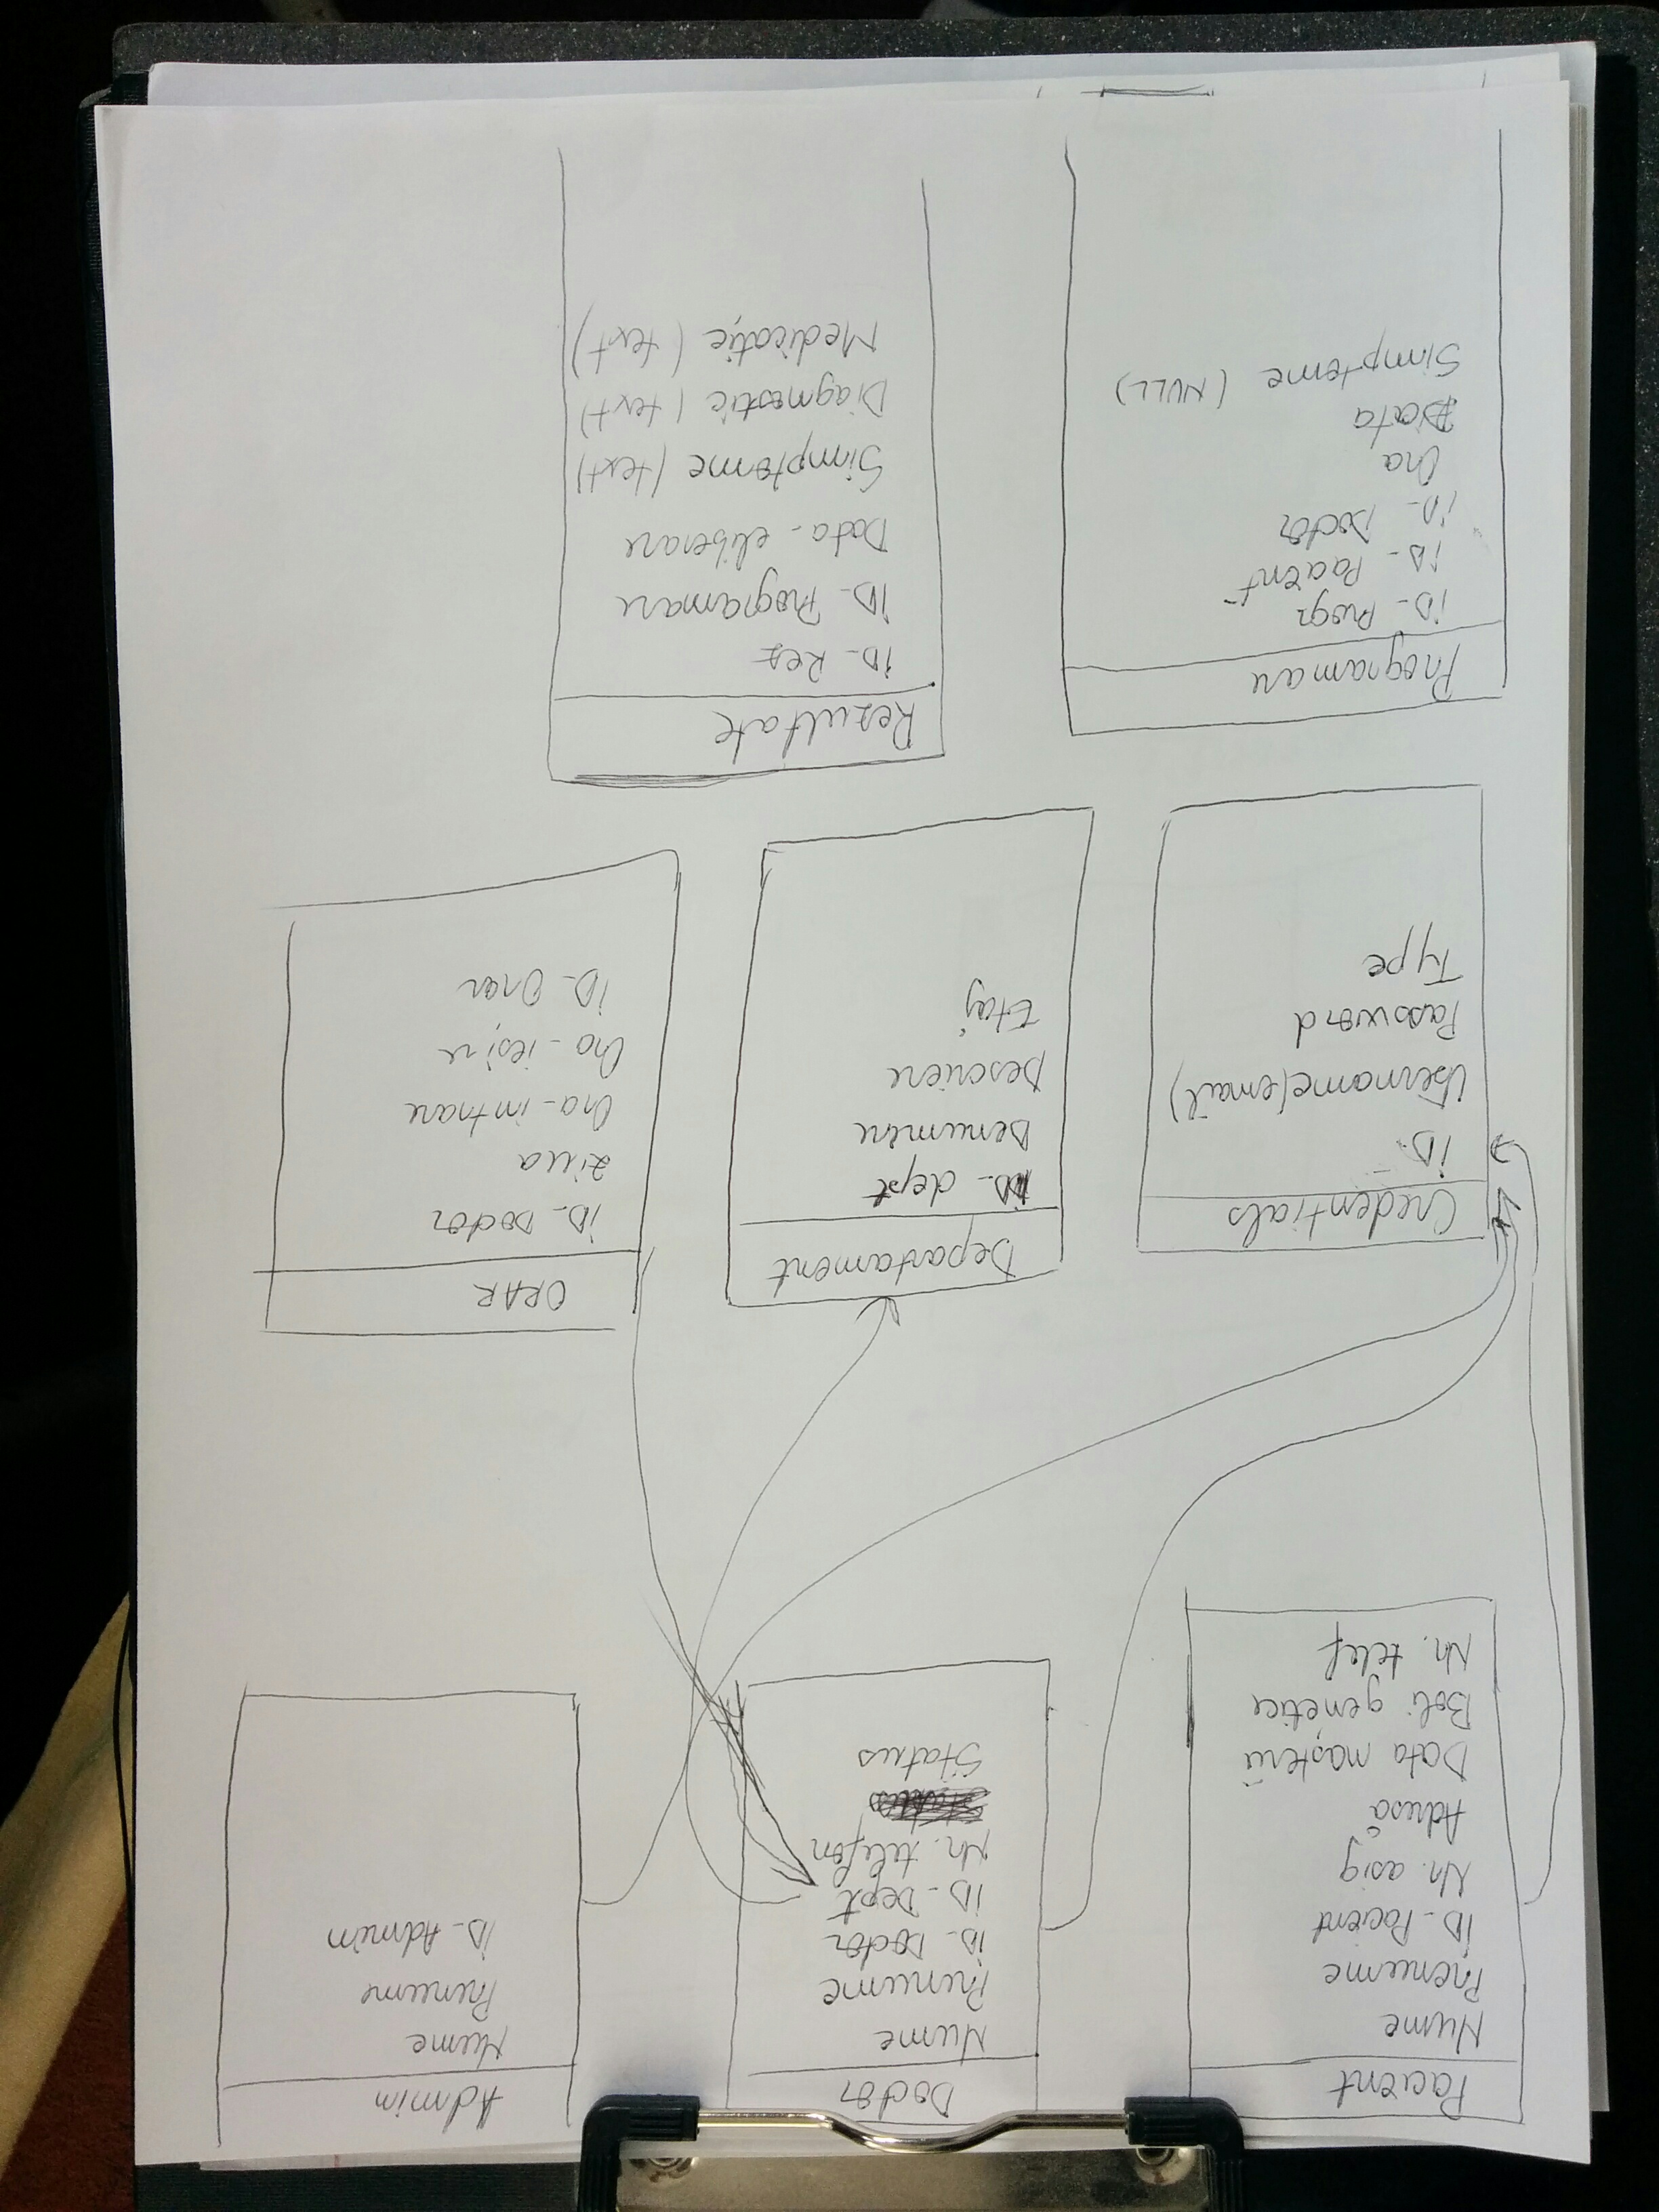 Pacient
Nume
Prenume
ID_Pacient
Nr. asig
Adresă
Data nașterii
Boli genetice
Nr. telef
Doctor
Nume
Prenume
ID_Doctor
ID_Dept
Nr. telefon
Status
Admin
Nume
Prenume
ID_Admin
Credentials
ID
Username(email)
Password
Type
Departament
ID_dept
Denumire
Descriere
Etaj
ORAR
ID_Doctor
Ziua
Ora_intrare
Ora_ieșire
ID_Orar
Programare
ID_Progr
ID_Pacient
ID_Doctor
Ora
Data
Simptome (NULL)
Rezultate
ID_Rez
ID_Programare
Data_eliberare
Simptome (text)
Diagnostic (text)
Medicație (text)